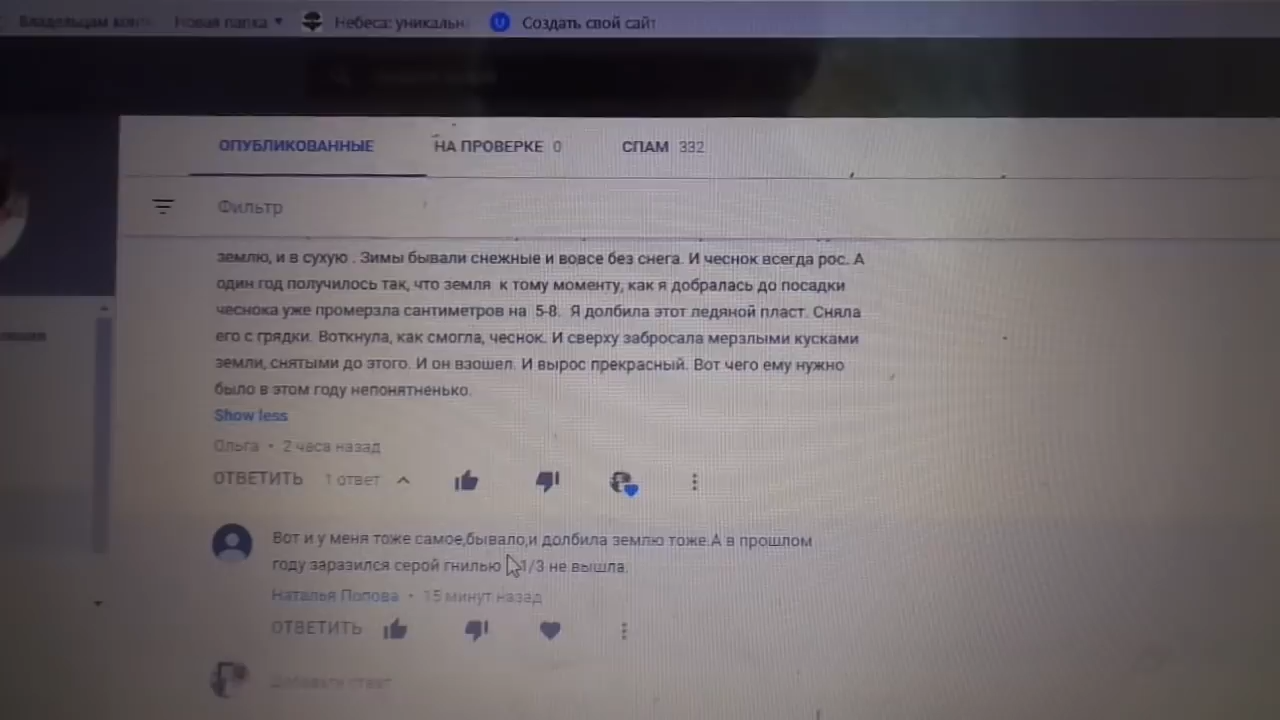 Владельцам
Новая папка
Небеса: уникальн
Создать свой сайт
ОПУБЛИКОВАННЫЕ
НА ПРОВЕРКЕ 0
СПАМ 332
Фильтр
землю, и в сухую . Зимы бывали снежные и вовсе без снега. И чеснок всегда рос. А
один год получилось так, что земля к тому моменту, как я добралась до посадки
чеснока уже промерзла сантиметров на 5-8. Я долбила этот ледяной пласт. Сняла
его с грядки. Воткнула, как смогла, чеснок. И сверху забросала мерзлыми кусками
земли, снятыми до этого. И он взошел. И вырос прекрасный. Вот чего ему нужно
было в этом году непонятненько.
Show less
Ольга • 2 часа назад
ОТВЕТИТЬ 1 ответ
Вот и у меня тоже самое,бывало,и долбила землю тоже.А в прошлом
году заразился серой гнилью 1/3 не вышла.
Наталья Попова • 15 минут назад
ОТВЕТИТЬ
Добавьте ответ